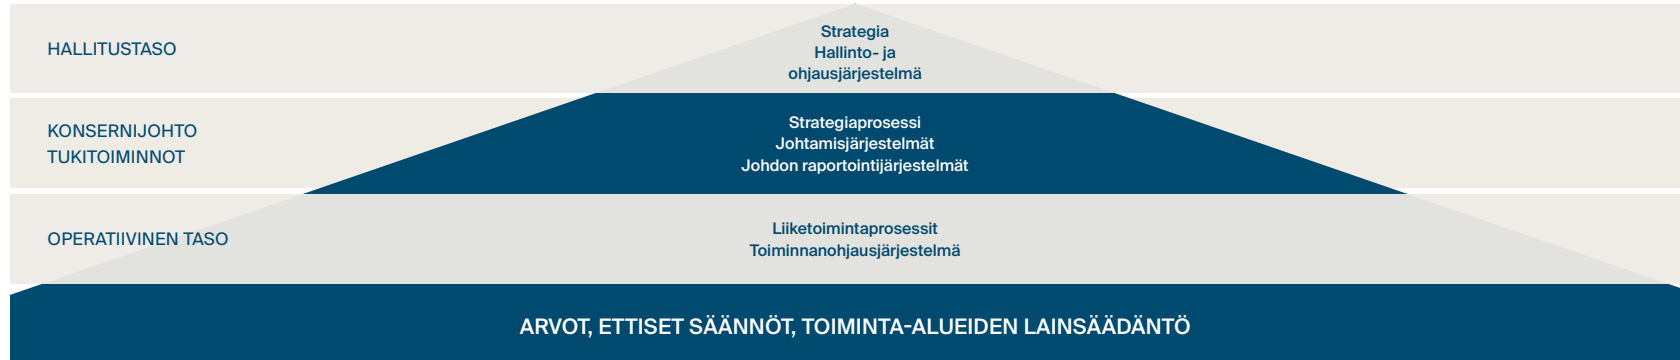 HALLITUSTASO
Strategia
Hallinto- ja
ohjausjärjestelmä
KONSERNIJOHTO
TUKITOIMINNOT
Strategiaprosessi
Johtamisjärjestelmät
Johdon raportointijärjestelmät
OPERATIIVINEN TASO
Liiketoimintaprosessit
Toiminnanohjausjärjestelmä
ARVOT, ETTISET SÄÄNNÖT, TOIMINTA-ALUEIDEN LAINSÄÄDÄNTÖ